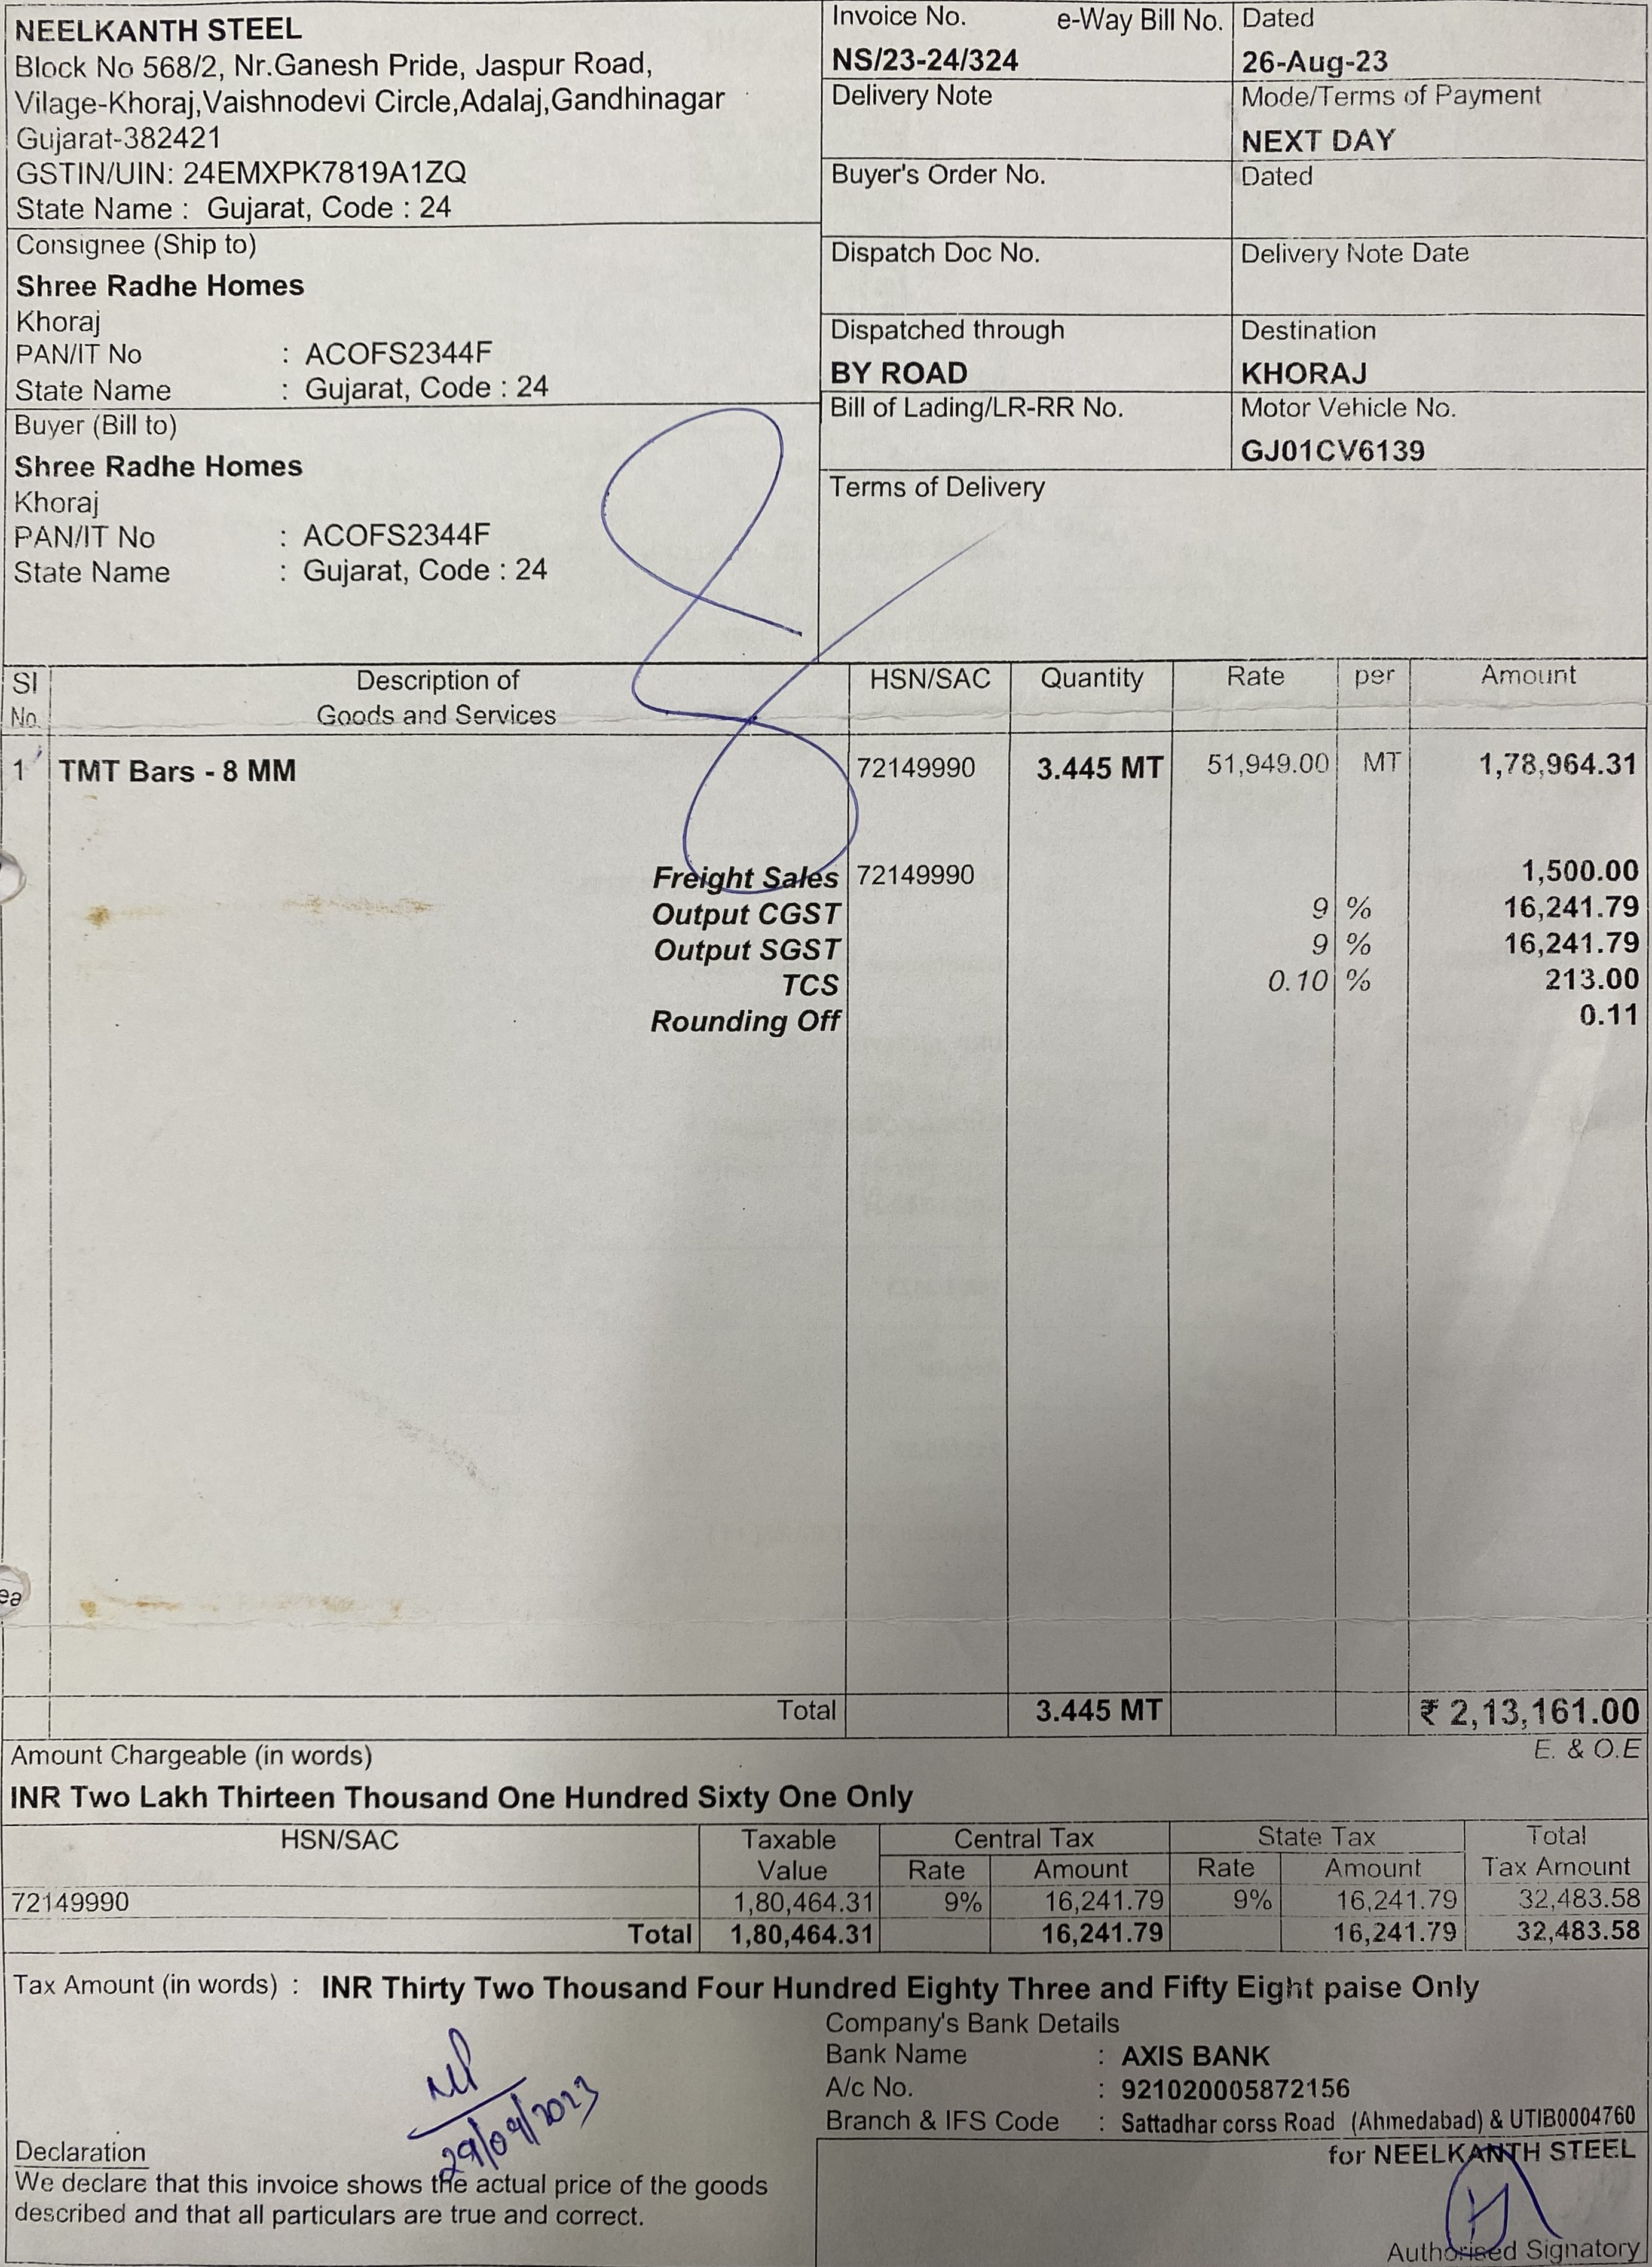 NEELKANTH STEEL
Block No 568/2, Nr.Ganesh Pride, Jaspur Road,
Vilage-Khoraj,Vaishnodevi Circle,Adalaj,Gandhinagar
Gujarat-382421
GSTIN/UIN: 24EMXPK7819A1ZQ
State Name : Gujarat, Code : 24
Invoice No. e-Way Bill No. Dated
NS/23-24/324 26-Aug-23
Delivery Note Mode/Terms of Payment
NEXT DAY
Buyer's Order No. Dated
Dispatch Doc No. Delivery Note Date
Dispatched through Destination
BY ROAD KHORAJ
Bill of Lading/LR-RR No. Motor Vehicle No.
GJ01CV6139
Terms of Delivery
Consignee (Ship to)
Shree Radhe Homes
Khoraj
PAN/IT No : ACOFS2344F
State Name : Gujarat, Code : 24
Buyer (Bill to)
Shree Radhe Homes
Khoraj
PAN/IT No : ACOFS2344F
State Name : Gujarat, Code : 24
SI Description of HSN/SAC Quantity Rate per Amount
No. Goods and Services
1 TMT Bars - 8 MM 72149990 3.445 MT 51,949.00 MT 1,78,964.31
Freight Sales 72149990 1,500.00
Output CGST 9 % 16,241.79
Output SGST 9 % 16,241.79
TCS 0.10 % 213.00
Rounding Off 0.11
ea
Total 3.445 MT ₹ 2,13,161.00
Amount Chargeable (in words) E. & O.E
INR Two Lakh Thirteen Thousand One Hundred Sixty One Only
HSN/SAC Taxable Central Tax State Tax Total
Value Rate Amount Rate Amount Tax Amount
72149990 1,80,464.31 9% 16,241.79 9% 16,241.79 32,483.58
Total 1,80,464.31 16,241.79 16,241.79 32,483.58
Tax Amount (in words) : INR Thirty Two Thousand Four Hundred Eighty Three and Fifty Eight paise Only
Company's Bank Details
Bank Name : AXIS BANK
A/c No. : 921020005872156
Branch & IFS Code : Sattadhar corss Road (Ahmedabad) & UTIB0004760
29/09/2023
Declaration
We declare that this invoice shows the actual price of the goods
described and that all particulars are true and correct.
for NEELKANTH STEEL
Authorised Signatory